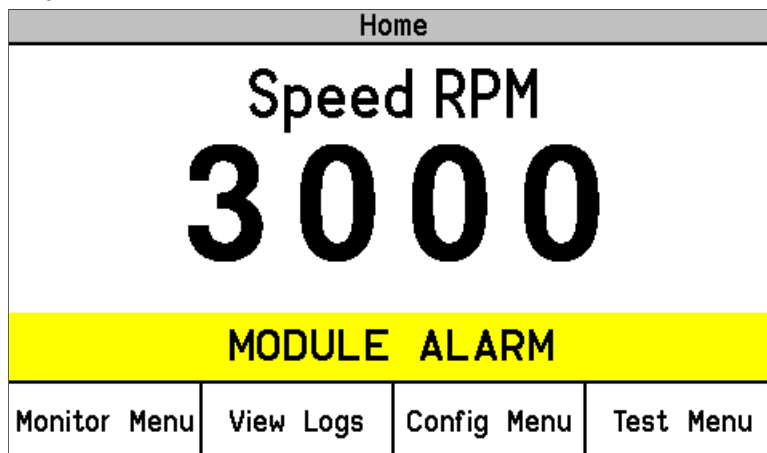 Home
Speed RPM
3000
MODULE ALARM
Monitor Menu View Logs Config Menu Test Menu